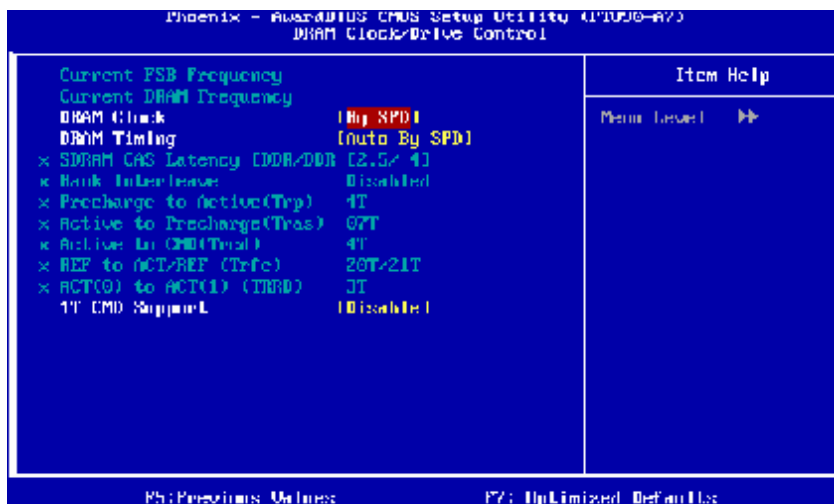 Phoenix - AwardBIOS CMOS Setup Utility
DRAM Clock/Drive Control
Current FSB Frequency
Current DRAM Frequency
DRAM Clock [By SPD]
DRAM Timing [Auto By SPD]
x SDRAM CAS Latency [DDR/DDR [2.5/ 4]
x Bank Interleave Disabled
x Precharge to Active(Trp) 4T
x Active to Precharge(Tras) 07T
x Active to CMD(Trcd) 4T
x REF to ACT/REF (Trfc) 20T/21T
x ACT(0) to ACT(1) (TRRD) 3T
1T CMD Support [Disable]
Item Help
Menu Level
F5:Previous Values
F7: Optimized Defaults